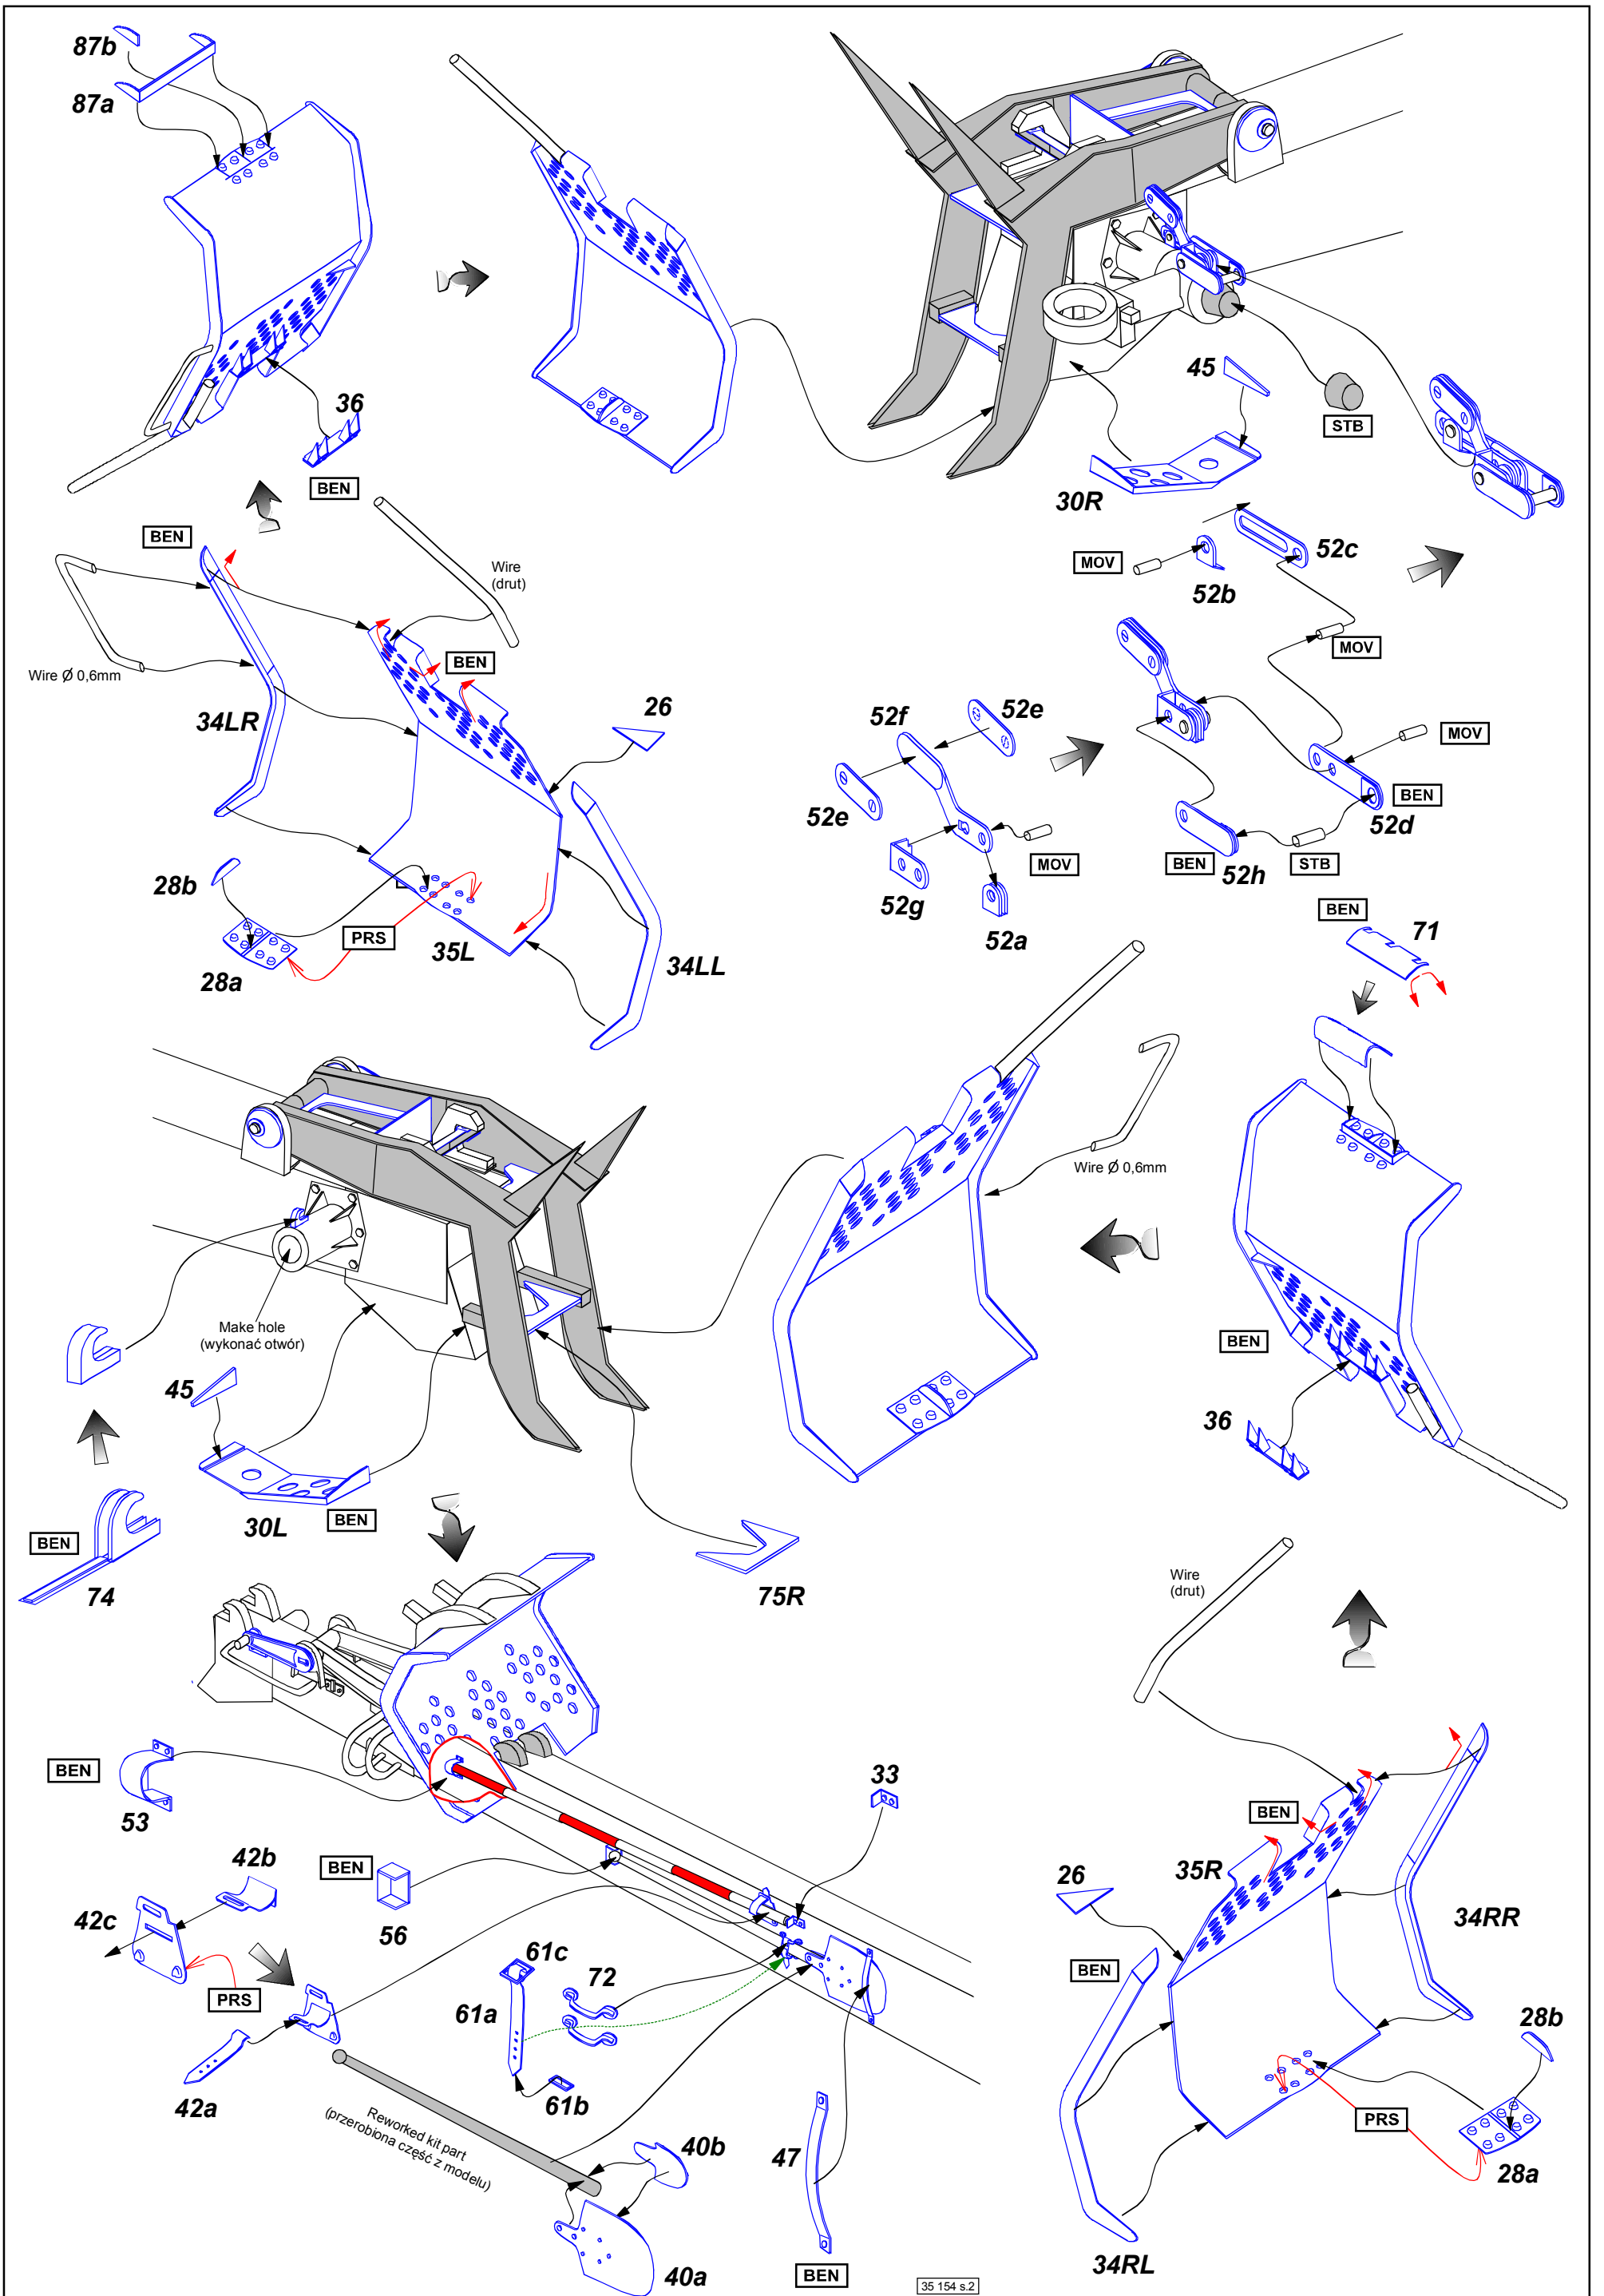 87b
87a
36
BEN
45
STB
30R
BEN
Wire
(drut)
MOV
52b
52c
Wire Ø 0,6mm
34LR
BEN
26
MOV
52f
52e
MOV
52e
BEN
52d
28b
PRS
35L
28a
34LL
52g
MOV
52a
BEN
52h
STB
BEN
71
Wire Ø 0,6mm
Make hole
(wykonać otwór)
45
BEN
36
30L
BEN
BEN
74
75R
Wire
(drut)
BEN
53
33
BEN
42b
BEN
56
42c
PRS
42a
61c
72
61a
61b
26
35R
34RR
BEN
28b
PRS
28a
Reworked kit part
(przerobiona część z modelu)
40b
47
40a
BEN
34RL
35 154 s.2